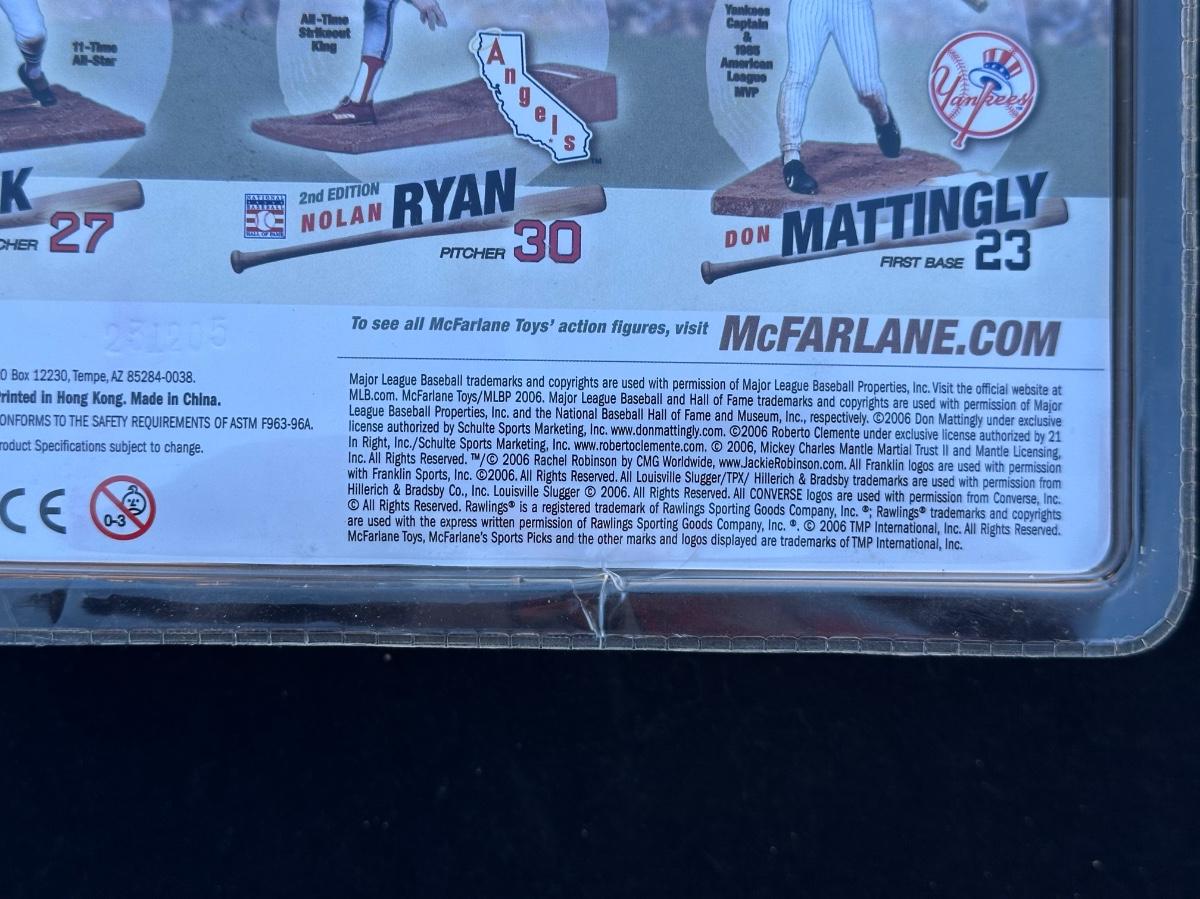 11-Time
All-Star
All-Time
Strikeout
King
Angels
TM
Yankees
Captain
&
1985
American
League
MVP
Yankees
K
CHER 27
NATIONAL
BASEBALL
HALL OF FAME
2nd EDITION
NOLAN RYAN
PITCHER 30
DON MATTINGLY
FIRST BASE 23
231205
To see all McFarlane Toys' action figures, visit McFARLANE.COM
O Box 12230, Tempe, AZ 85284-0038.
rinted in Hong Kong. Made in China.
ONFORMS TO THE SAFETY REQUIREMENTS OF ASTM F963-96A.
roduct Specifications subject to change.
CE
0-3
Major League Baseball trademarks and copyrights are used with permission of Major League Baseball Properties, Inc. Visit the official website at
MLB.com. McFarlane Toys/MLBP 2006. Major League Baseball and Hall of Fame trademarks and copyrights are used with permission of Major
League Baseball Properties, Inc. and the National Baseball Hall of Fame and Museum, Inc., respectively. ©2006 Don Mattingly under exclusive
license authorized by Schulte Sports Marketing, Inc. www.donmattingly.com. ©2006 Roberto Clemente under exclusive license authorized by 21
In Right, Inc./Schulte Sports Marketing, Inc. www.robertoclemente.com. © 2006, Mickey Charles Mantle Martial Trust II and Mantle Licensing,
Inc. All Rights Reserved. ™/© 2006 Rachel Robinson by CMG Worldwide, www.JackieRobinson.com. All Franklin logos are used with permission
with Franklin Sports, Inc. ©2006. All Rights Reserved. All Louisville Slugger/TPX/ Hillerich & Bradsby trademarks are used with permission from
Hillerich & Bradsby Co., Inc. Louisville Slugger © 2006. All Rights Reserved. All CONVERSE logos are used with permission from Converse, Inc.
© All Rights Reserved. Rawlings® is a registered trademark of Rawlings Sporting Goods Company, Inc. ®; Rawlings® trademarks and copyrights
are used with the express written permission of Rawlings Sporting Goods Company, Inc. ®. © 2006 TMP International, Inc. All Rights Reserved.
McFarlane Toys, McFarlane's Sports Picks and the other marks and logos displayed are trademarks of TMP International, Inc.